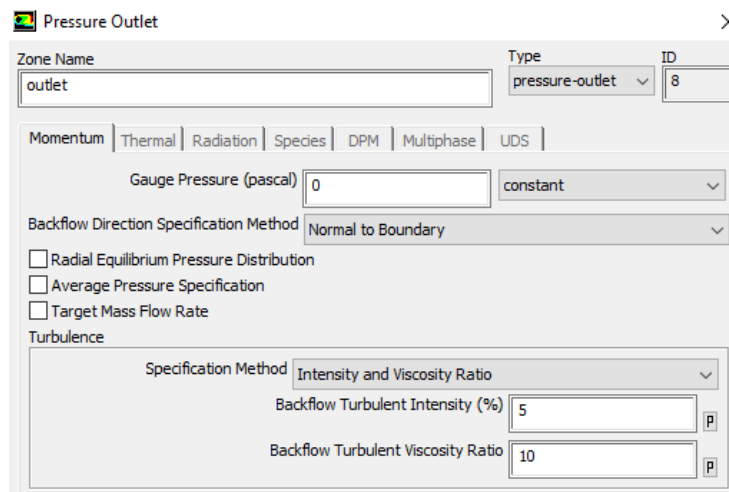 Pressure Outlet
Zone Name
Type
ID
outlet
pressure-outlet
8
Momentum Thermal Radiation Species DPM Multiphase UDS
Gauge Pressure (pascal) 0 constant
Backflow Direction Specification Method Normal to Boundary
Radial Equilibrium Pressure Distribution
Average Pressure Specification
Target Mass Flow Rate
Turbulence
Specification Method Intensity and Viscosity Ratio
Backflow Turbulent Intensity (%) 5 P
Backflow Turbulent Viscosity Ratio 10 P